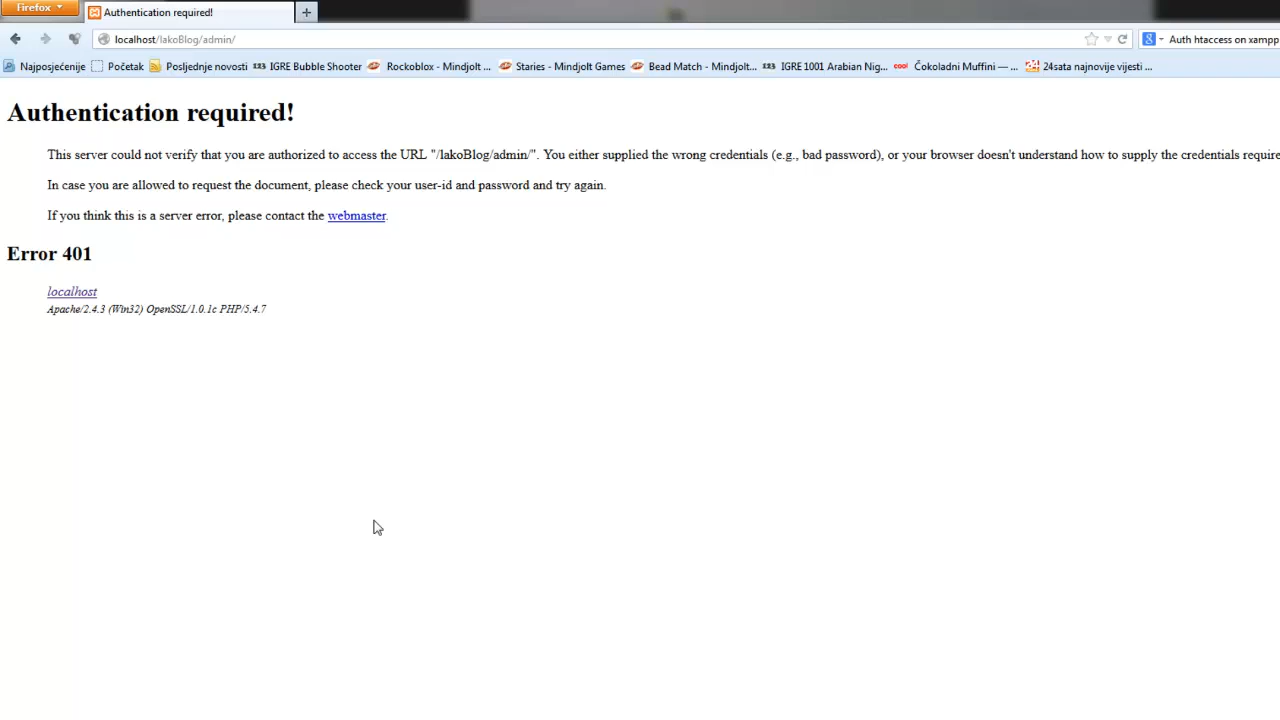 Firefox
Authentication required!
localhost/lakoBlog/admin/
Auth htaccess on xampp
Najposjećenije Početak Posljednje novosti 123 IGRE Bubble Shooter Rockoblox - Mindjolt ... Staries - Mindjolt Games Bead Match - Mindjolt... 123 IGRE 1001 Arabian Nig... cool Čokoladni Muffini — ... 24sata najnovije vijesti ...
Authentication required!
This server could not verify that you are authorized to access the URL "/lakoBlog/admin/". You either supplied the wrong credentials (e.g., bad password), or your browser doesn't understand how to supply the credentials require
In case you are allowed to request the document, please check your user-id and password and try again.
If you think this is a server error, please contact the webmaster.
Error 401
localhost
Apache/2.4.3 (Win32) OpenSSL/1.0.1c PHP/5.4.7